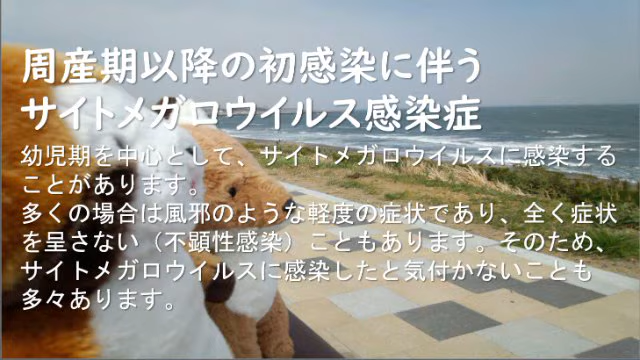 周産期以降の初感染に伴う
サイトメガロウイルス感染症
幼児期を中心として、サイトメガロウイルスに感染する
ことがあります。
多くの場合は風邪のような軽度の症状であり、全く症状
を呈さない（不顕性感染）こともあります。そのため、
サイトメガロウイルスに感染したと気付かないことも
多々あります。